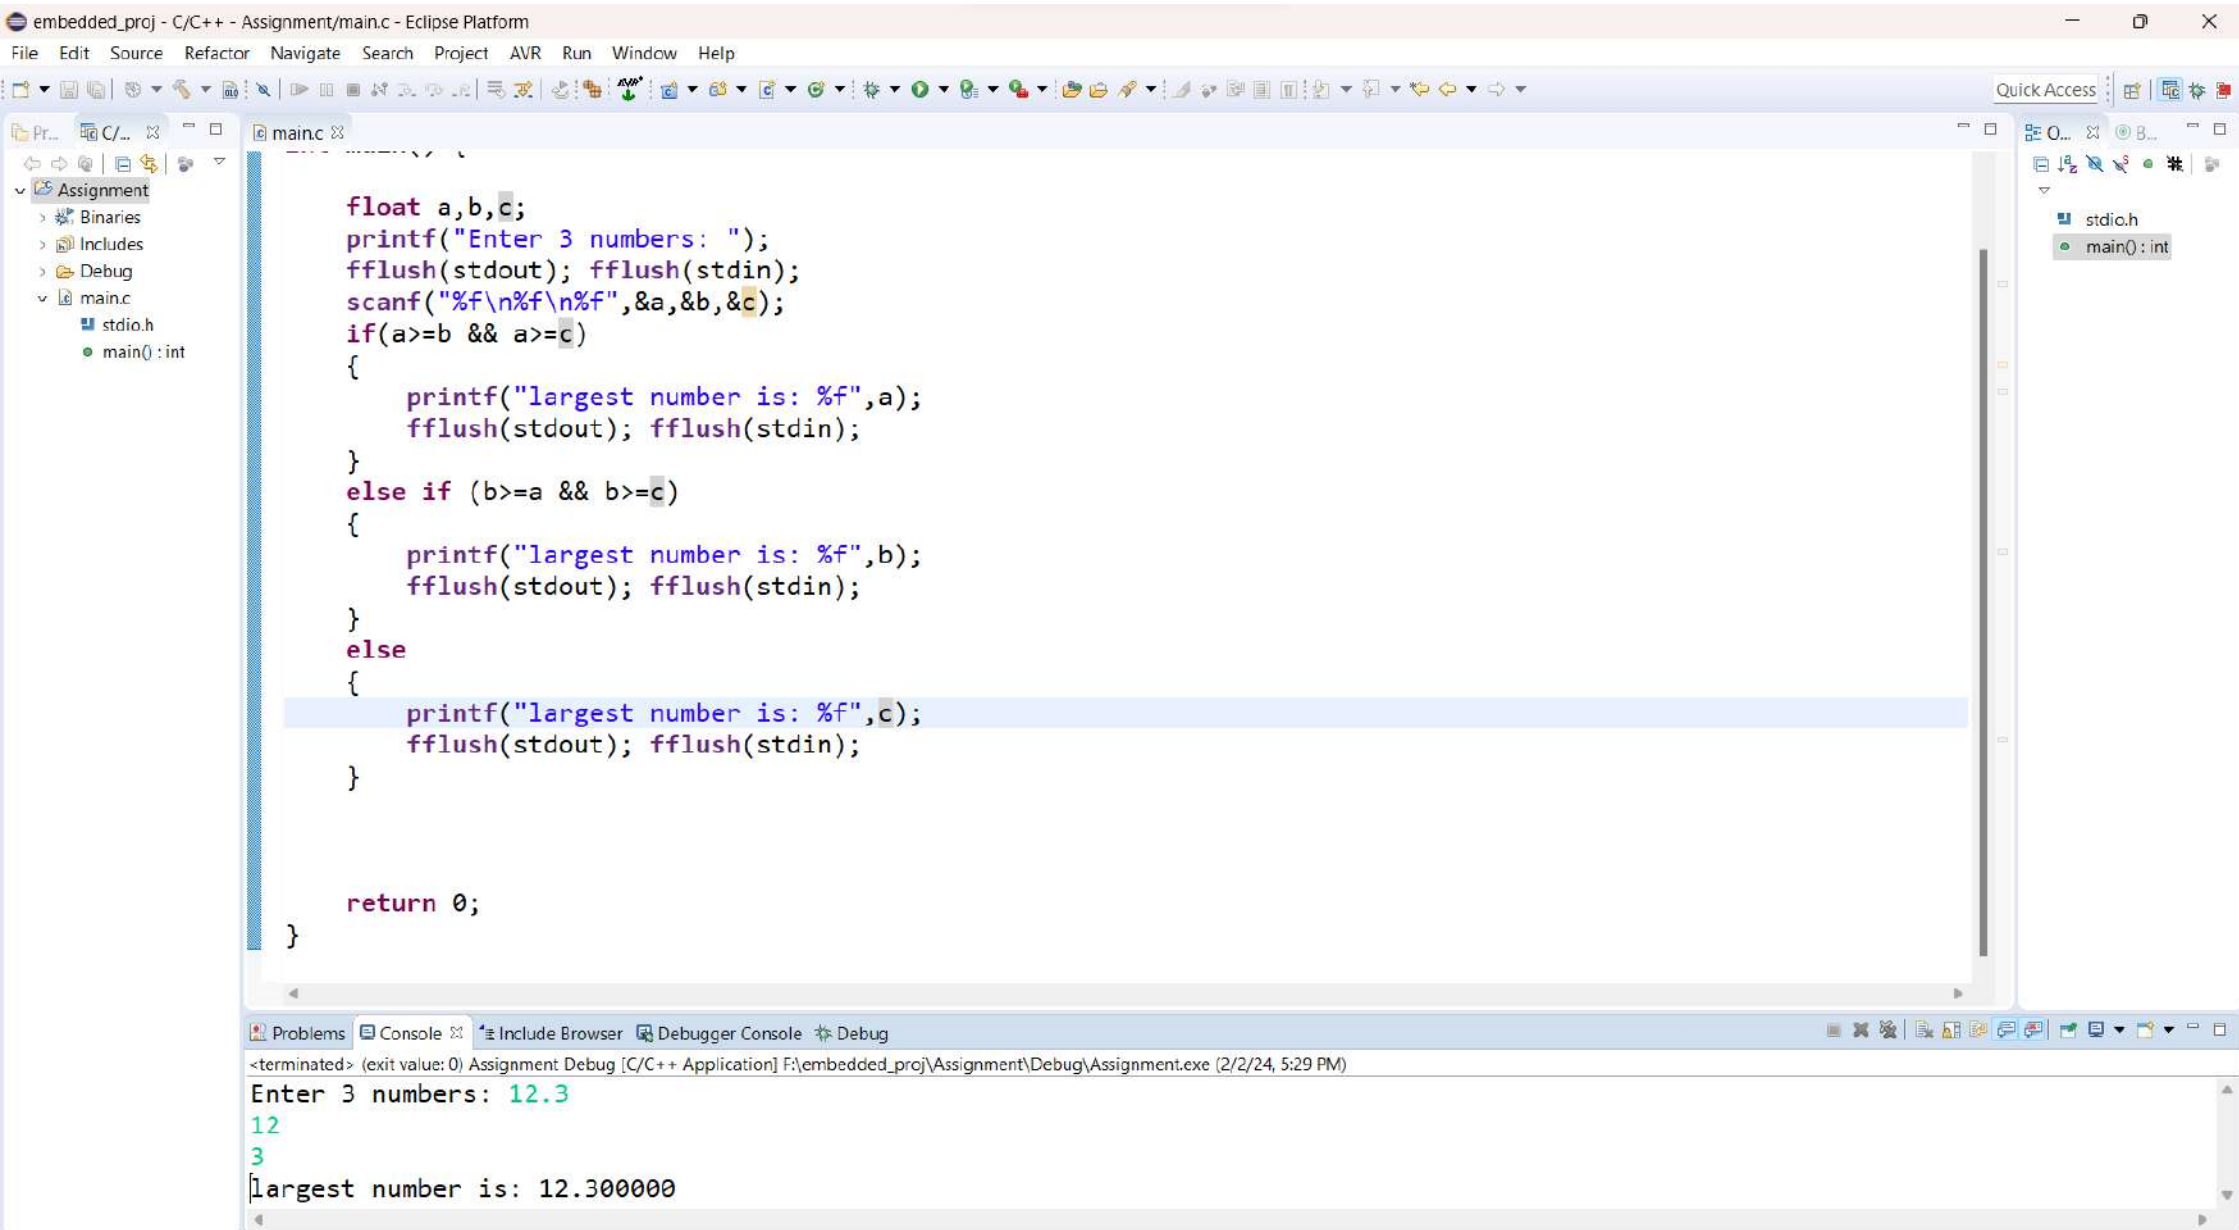 embedded_proj - C/C++ - Assignment/main.c - Eclipse Platform
File Edit Source Refactor Navigate Search Project AVR Run Window Help
Quick Access
Pr... C/...
main.c
O... B...
Assignment
Binaries
Includes
Debug
main.c
stdio.h
main() : int
float a,b,c;
printf("Enter 3 numbers: ");
fflush(stdout); fflush(stdin);
scanf("%f\n%f\n%f",&a,&b,&c);
if(a>=b && a>=c)
{
printf("largest number is: %f",a);
fflush(stdout); fflush(stdin);
}
else if (b>=a && b>=c)
{
printf("largest number is: %f",b);
fflush(stdout); fflush(stdin);
}
else
{
printf("largest number is: %f",c);
fflush(stdout); fflush(stdin);
}
return 0;
}
stdio.h
main() : int
Problems Console Include Browser Debugger Console Debug
<terminated> (exit value: 0) Assignment Debug [C/C++ Application] F:\embedded_proj\Assignment\Debug\Assignment.exe (2/2/24, 5:29 PM)
Enter 3 numbers: 12.3
12
3
largest number is: 12.300000